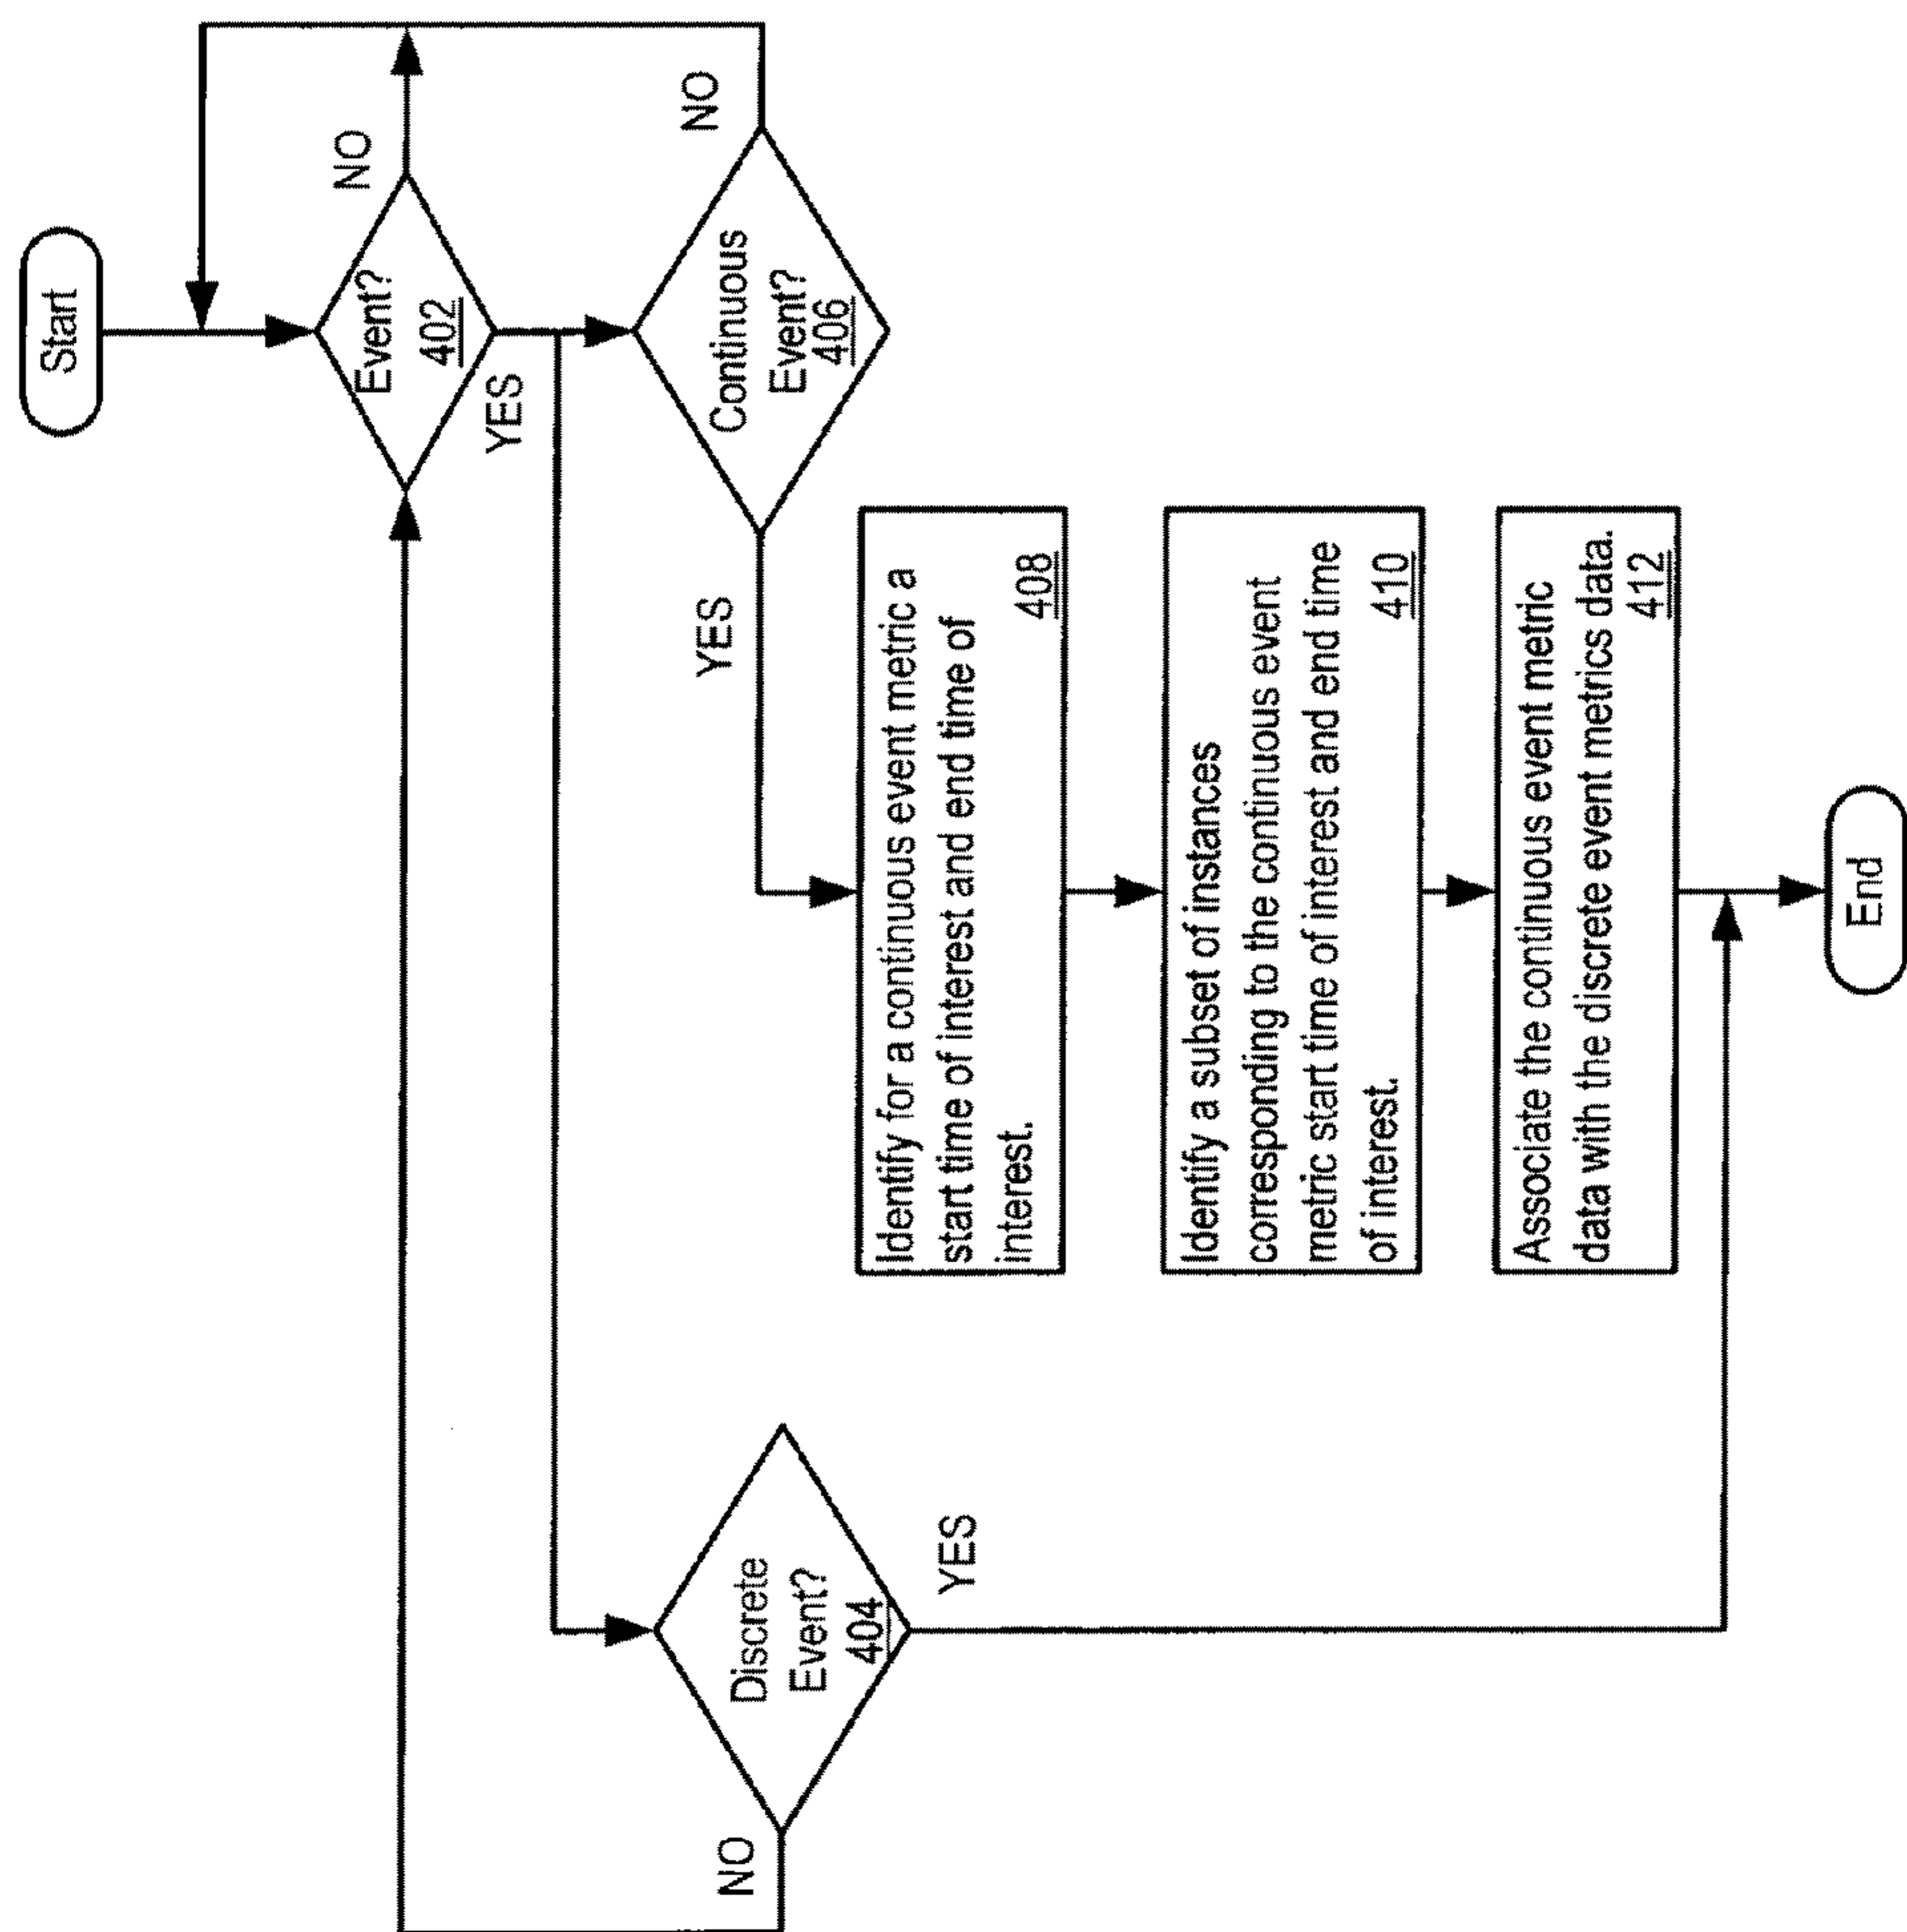 Start
Event?
402
NO
YES
Continuous
Event?
406
NO
YES
Discrete
Event?
404
NO
YES
Identify for a continuous event metric a
start time of interest and end time of
interest.
408
Identify a subset of instances
corresponding to the continuous event
metric start time of interest and end time
of interest.
410
Associate the continuous event metric
data with the discrete event metrics data.
412
End